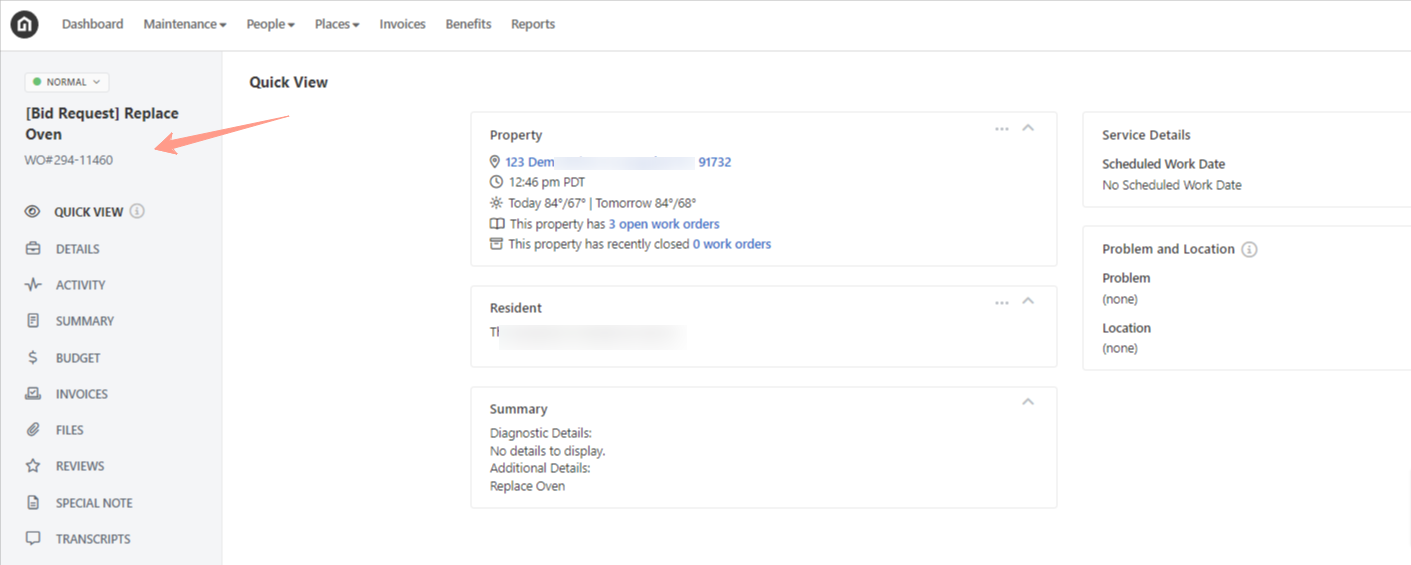 Dashboard Maintenance People Places Invoices Benefits Reports
NORMAL
[Bid Request] Replace
Oven
WO#294-11460
QUICK VIEW
DETAILS
ACTIVITY
SUMMARY
BUDGET
INVOICES
FILES
REVIEWS
SPECIAL NOTE
TRANSCRIPTS
Quick View
Property
123 Dem 91732
12:46 pm PDT
Today 84°/67° | Tomorrow 84°/68°
This property has 3 open work orders
This property has recently closed 0 work orders
Resident
Summary
Diagnostic Details:
No details to display.
Additional Details:
Replace Oven
Service Details
Scheduled Work Date
No Scheduled Work Date
Problem and Location
Problem
(none)
Location
(none)